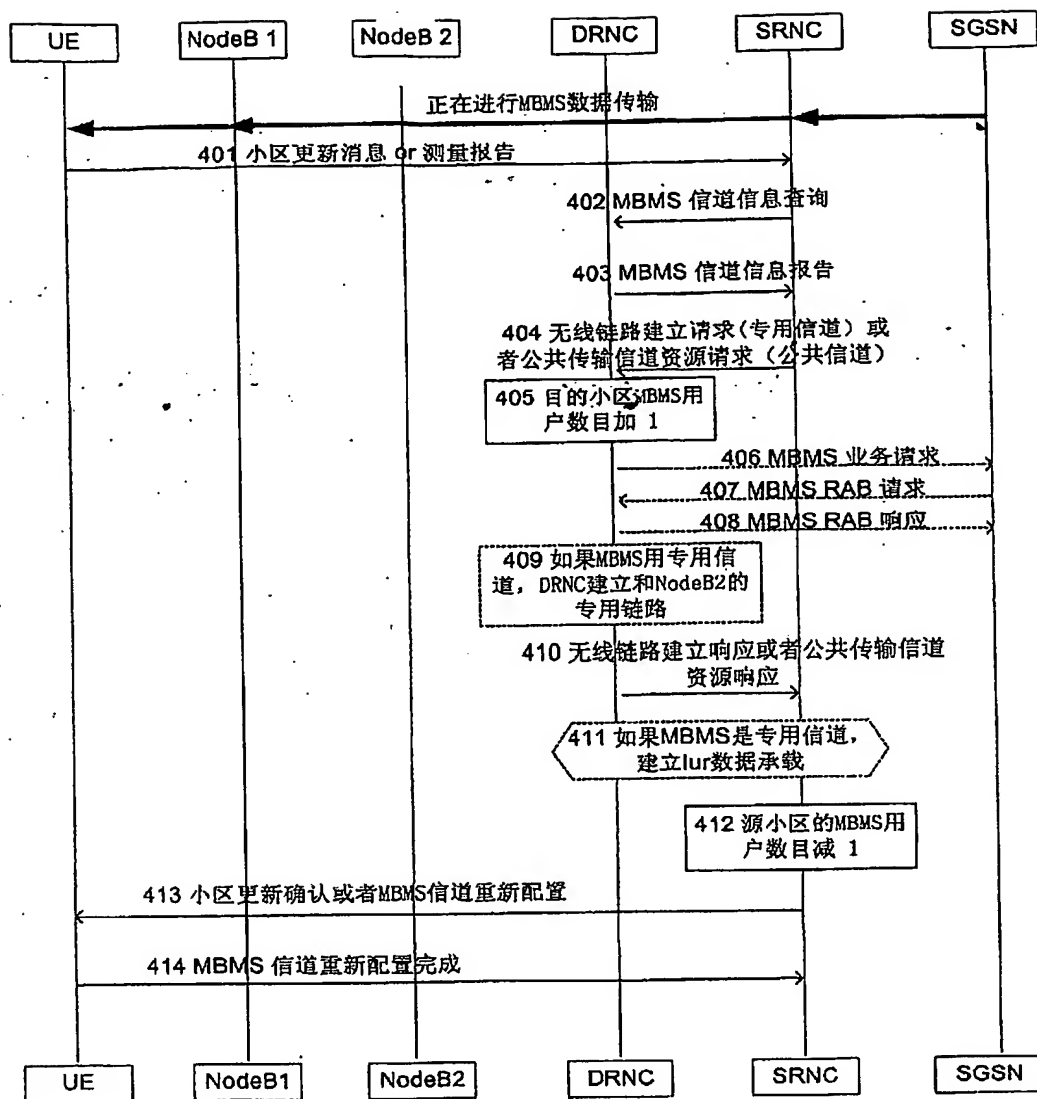 UE
NodeB 1
NodeB 2
DRNC
SRNC
SGSN
正在进行MBMS数据传输
401 小区更新消息 or 测量报告
402 MBMS 信道信息查询
403 MBMS 信道信息报告
404 无线链路建立请求(专用信道)或
者公共传输信道资源请求(公共信道)
405 目的小区MBMS用
户数目加 1
406 MBMS 业务请求
407 MBMS RAB 请求
408 MBMS RAB 响应
409 如果MBMS用专用信
道，DRNC建立和NodeB2的
专用链路
410 无线链路建立响应或者公共传输信道
资源响应
411 如果MBMS是专用信道，
建立Iur数据承载
412 源小区的MBMS用
户数目减 1
413 小区更新确认或者MBMS信道重新配置
414 MBMS 信道重新配置完成
UE
NodeB1
NodeB2
DRNC
SRNC
SGSN